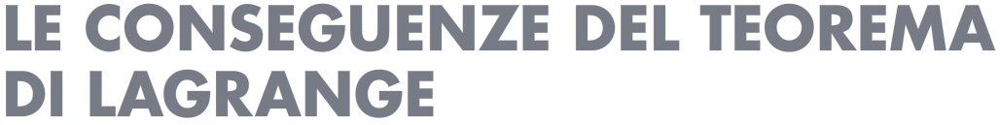 LE CONSEGUENZE DEL TEOREMA
DI LAGRANGE